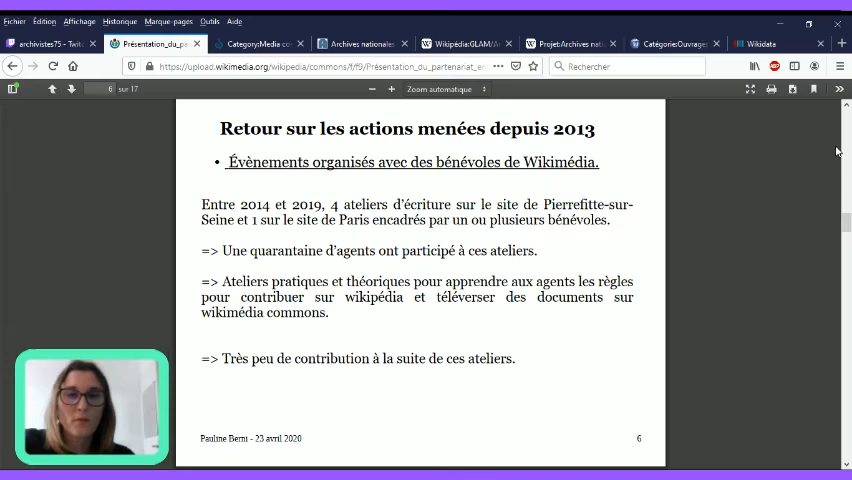 Fichier Édition Affichage Historique Marque-pages Outils Aide
archivistes75 - Twitc
Présentation_du_pa
Category:Media co
Archives nationales
Wikipédia:GLAM/Ar
Projet:Archives nati
Catégorie:Ouvrages
Wikidata
https://upload.wikimedia.org/wikipedia/commons/f/f9/Présentation_du_partenariat_en
Rechercher
6 sur 17
Zoom automatique
Retour sur les actions menées depuis 2013
• Évènements organisés avec des bénévoles de Wikimédia.
Entre 2014 et 2019, 4 ateliers d’écriture sur le site de Pierrefitte-sur-
Seine et 1 sur le site de Paris encadrés par un ou plusieurs bénévoles.
=> Une quarantaine d’agents ont participé à ces ateliers.
=> Ateliers pratiques et théoriques pour apprendre aux agents les règles
pour contribuer sur wikipédia et téléverser des documents sur
wikimédia commons.
=> Très peu de contribution à la suite de ces ateliers.
Pauline Berni - 23 avril 2020
6